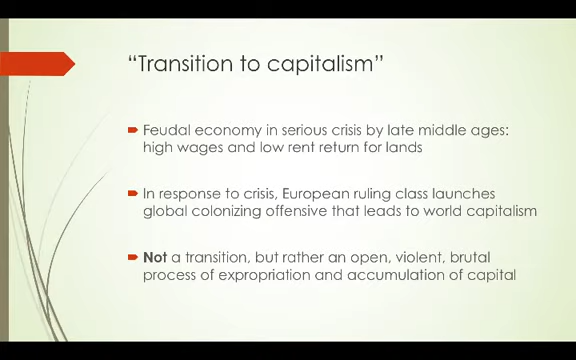 “Transition to capitalism”
Feudal economy in serious crisis by late middle ages:
high wages and low rent return for lands
In response to crisis, European ruling class launches
global colonizing offensive that leads to world capitalism
Not a transition, but rather an open, violent, brutal
process of expropriation and accumulation of capital